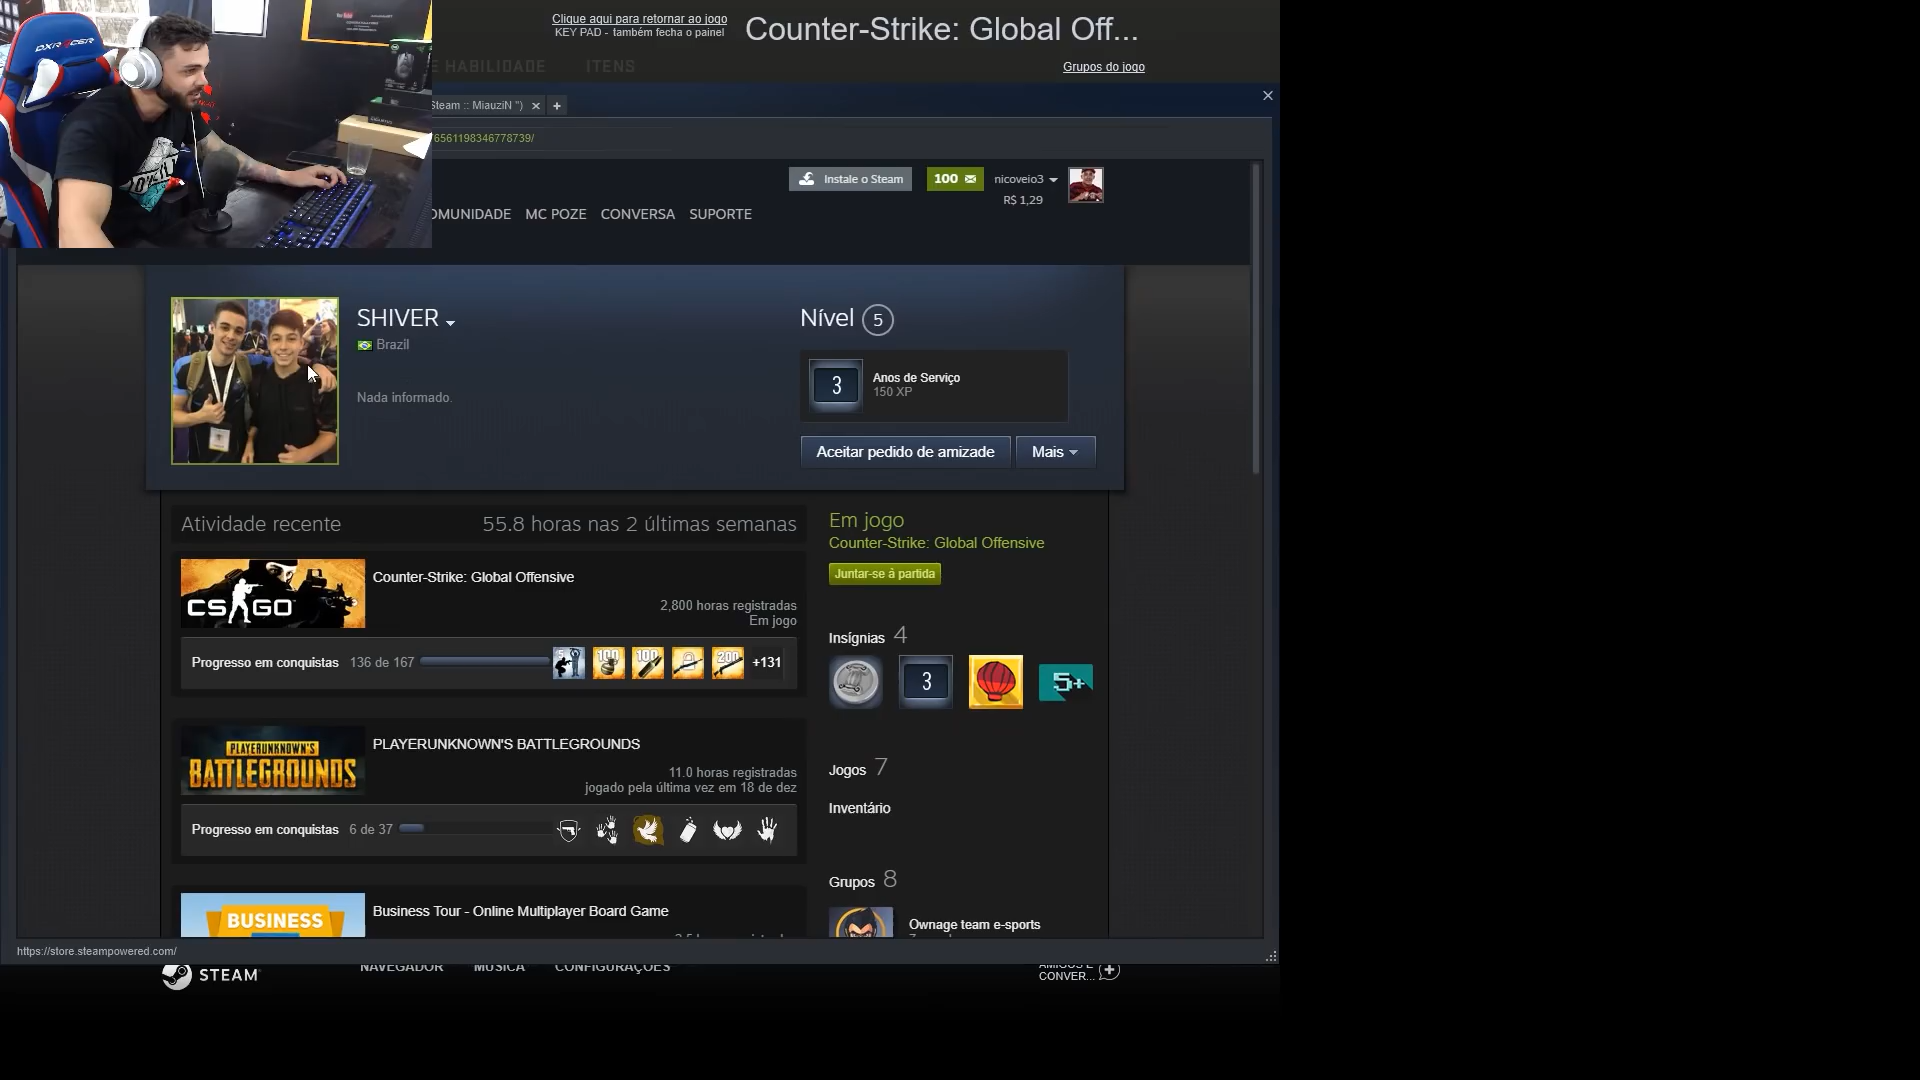 DXRACER
Clique aqui para retornar ao jogo
KEY PAD - também fecha o painel
Counter-Strike: Global Off...
Grupos do jogo
E HABILIDADE
ITENS
Steam :: MiauziN ")
6561198346778739/
Instale o Steam
100
nicoveio3
R$ 1,29
OMUNIDADE
MC POZE
CONVERSA
SUPORTE
SHIVER
Brazil
Nada informado.
Nível 5
3
Anos de Serviço
150 XP
Aceitar pedido de amizade
Mais
Atividade recente
55.8 horas nas 2 últimas semanas
CS GO
Counter-Strike: Global Offensive
2,800 horas registradas
Em jogo
Progresso em conquistas
136 de 167
100
100
200
+131
PLAYERUNKNOWN'S
BATTLEGROUNDS
PLAYERUNKNOWN'S BATTLEGROUNDS
11.0 horas registradas
jogado pela última vez em 18 de dez
Progresso em conquistas
6 de 37
BUSINESS
Business Tour - Online Multiplayer Board Game
Em jogo
Counter-Strike: Global Offensive
Juntar-se à partida
Insígnias 4
3
5+
Jogos 7
Inventário
Grupos 8
Ownage team e-sports
https://store.steampowered.com/
STEAM
NAVEGADOR
MÚSICA
CONFIGURAÇÕES
AMIGOS E
CONVER...